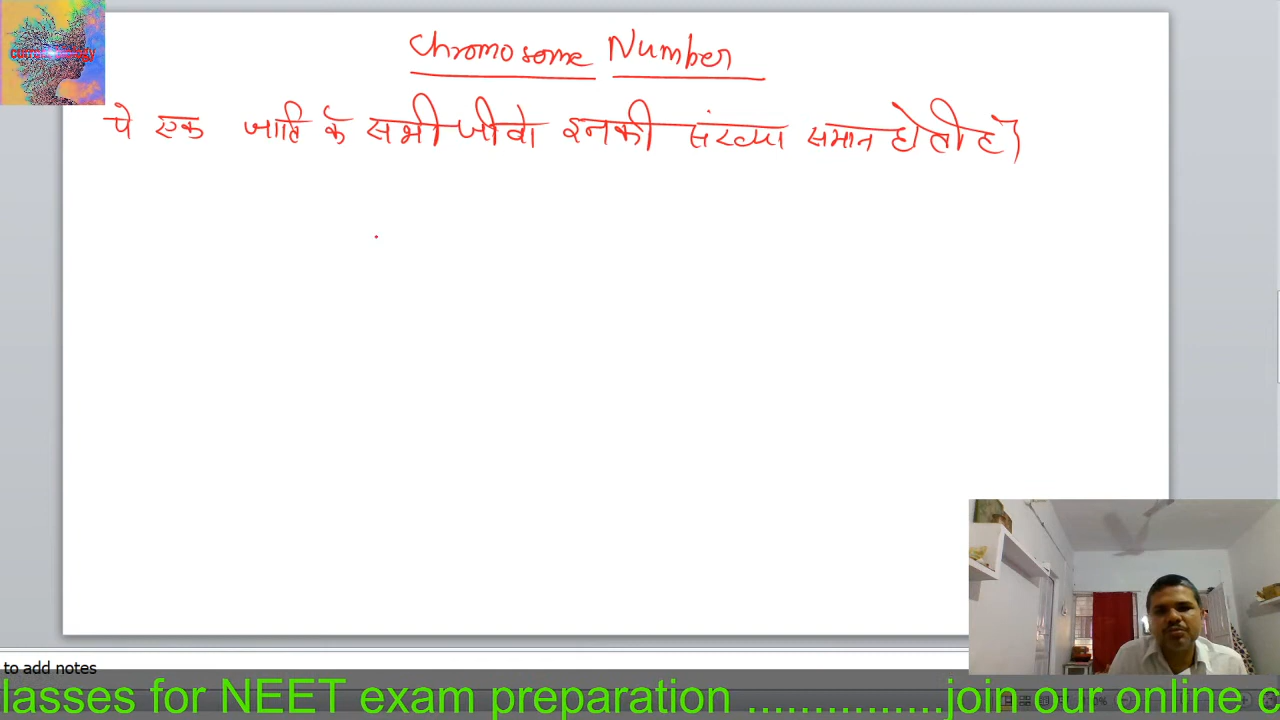 Chromosome Number
ये एक जाति के सभी जीवो इनकी संख्या समान होती है।
to add notes
lasses for NEET exam preparation ...............join our online c